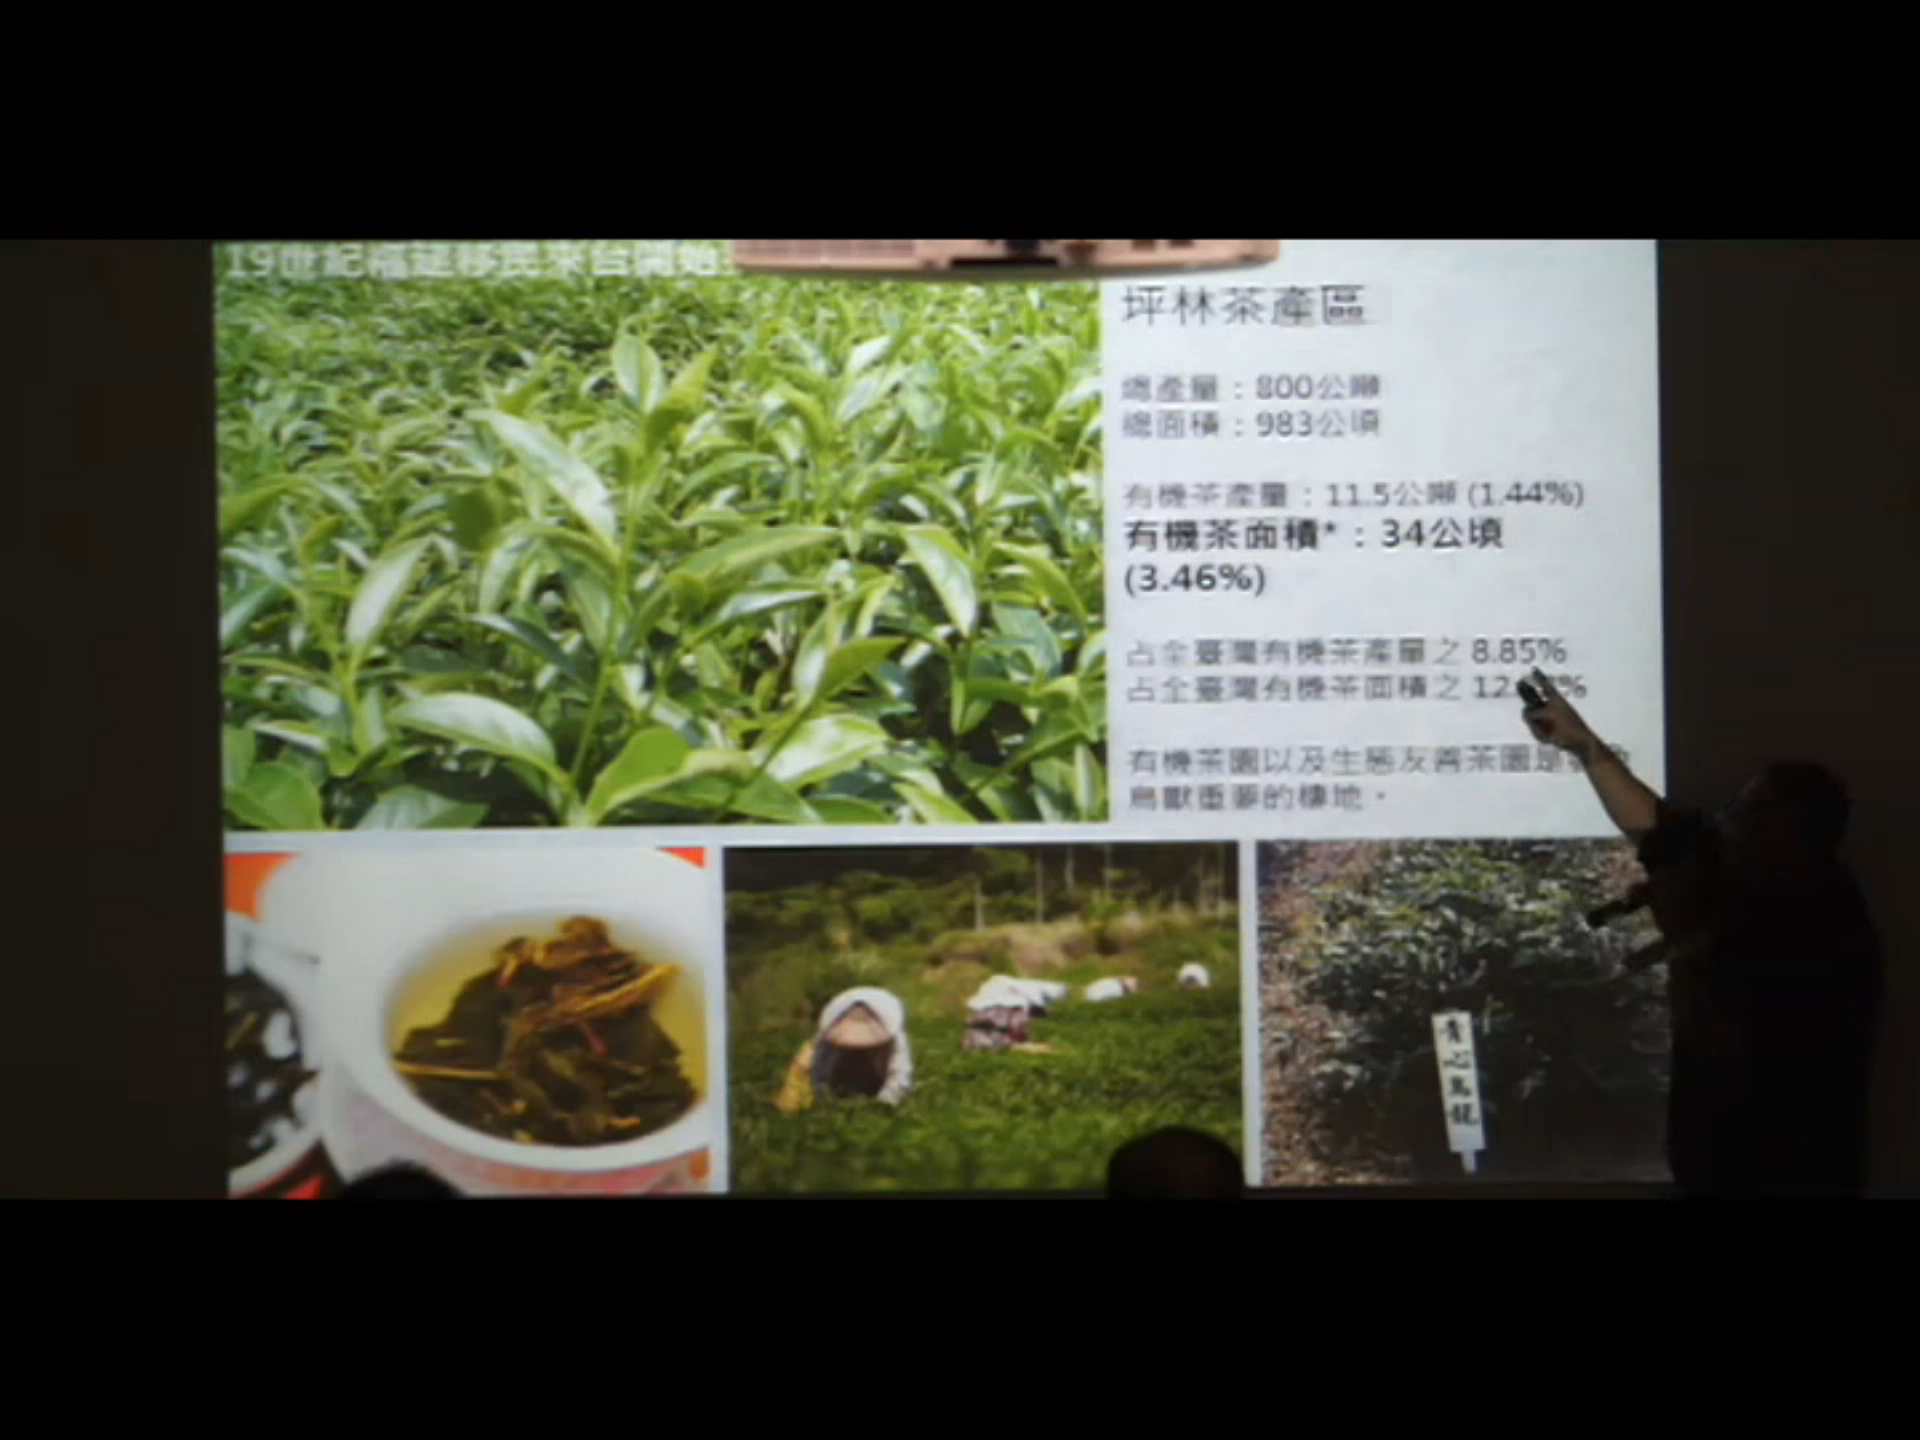 19世紀福建移民來台開始
坪林茶產區
總產量：800公噸
總面積：983公頃
有機茶產量：11.5公噸 (1.44%)
有機茶面積*：34公頃
(3.46%)
占全臺灣有機茶產量之 8.85%
占全臺灣有機茶面積之
有機茶園以及生態友善茶園是
鳥獸重要的棲地。
青心烏龍